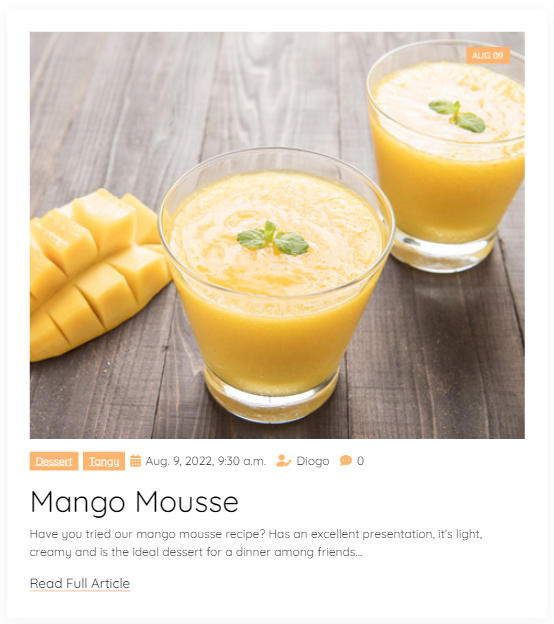 AUG 09
Dessert Tangy Aug. 9, 2022, 9:30 a.m. Diogo 0
Mango Mousse
Have you tried our mango mousse recipe? Has an excellent presentation, it's light,
creamy and is the ideal dessert for a dinner among friends...
Read Full Article